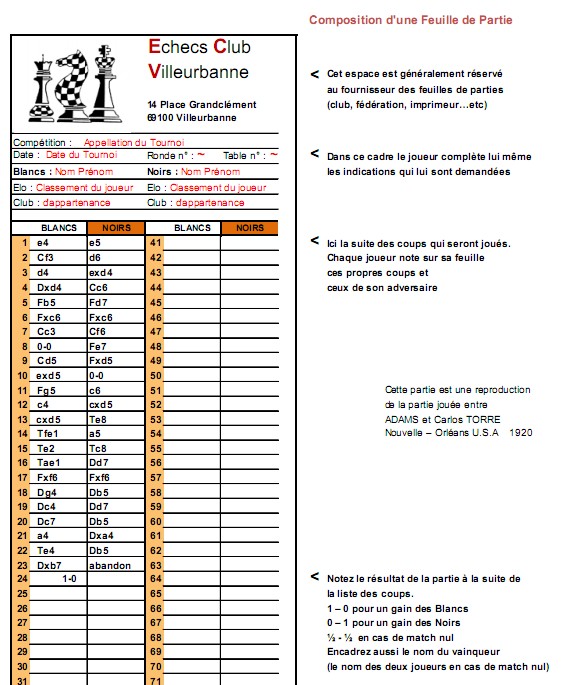 Composition d'une Feuille de Partie
Echecs Club
Villeurbanne
14 Place Grandclément
69100 Villeurbanne
< Cet espace est généralement réservé
au fournisseur des feuilles de parties
(club, fédération, imprimeur…etc)
Compétition : Appellation du Tournoi
Date : Date du Tournoi Ronde n° : ~ Table n° : ~
Blancs : Nom Prénom Noirs : Nom Prénom
Elo : Classement du joueur Elo : Classement du joueur
Club : dappartenance Club : dappartenance
< Dans ce cadre le joueur complète lui même
les indications qui lui sont demandées
BLANCS NOIRS BLANCS NOIRS
1 e4 e5 41
2 Cf3 d6 42
3 d4 exd4 43
4 Dxd4 Cc6 44
5 Fb5 Fd7 45
6 Fxc6 Fxc6 46
7 Cc3 Cf6 47
8 0-0 Fe7 48
9 Cd5 Fxd5 49
10 exd5 0-0 50
11 Fg5 c6 51
12 c4 cxd5 52
13 cxd5 Te8 53
14 Tfe1 a5 54
15 Te2 Tc8 55
16 Tae1 Dd7 56
17 Fxf6 Fxf6 57
18 Dg4 Db5 58
19 Dc4 Dd7 59
20 Dc7 Db5 60
21 a4 Dxa4 61
22 Te4 Db5 62
23 Dxb7 abandon 63
24 1-0 64
25 65
26 66
27 67
28 68
29 69
30 70
31 71
< Ici la suite des coups qui seront joués.
Chaque joueur note sur sa feuille
ces propres coups et
ceux de son adversaire
Cette partie est une reproduction
de la partie jouée entre
ADAMS et Carlos TORRE
Nouvelle – Orléans U.S.A 1920
< Notez le résultat de la partie à la suite de
la liste des coups.
1 – 0 pour un gain des Blancs
0 – 1 pour un gain des Noirs
½ - ½ en cas de match nul
Encadrez aussi le nom du vainqueur
(le nom des deux joueurs en cas de match nul)